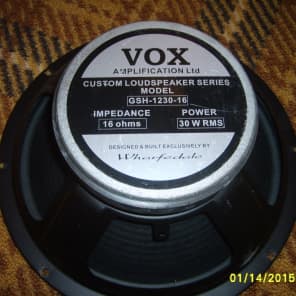 VOX
AMPLIFICATION Ltd
CUSTOM LOUDSPEAKER SERIES
MODEL
GSH-1230-16
IMPEDANCE POWER
16 ohms 30 W RMS
DESIGNED & BUILT EXCLUSIVELY BY
Wharfedale
01/14/2015